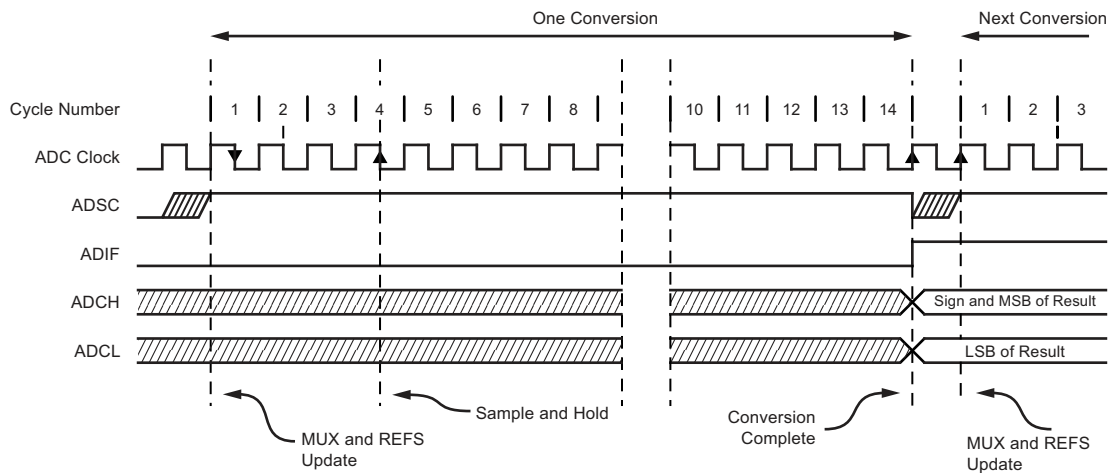 One Conversion
Next Conversion
Cycle Number
1 2 3 4 5 6 7 8 10 11 12 13 14 1 2 3
ADC Clock
ADSC
ADIF
ADCH
Sign and MSB of Result
ADCL
LSB of Result
MUX and REFS
Update
Sample and Hold
Conversion
Complete
MUX and REFS
Update